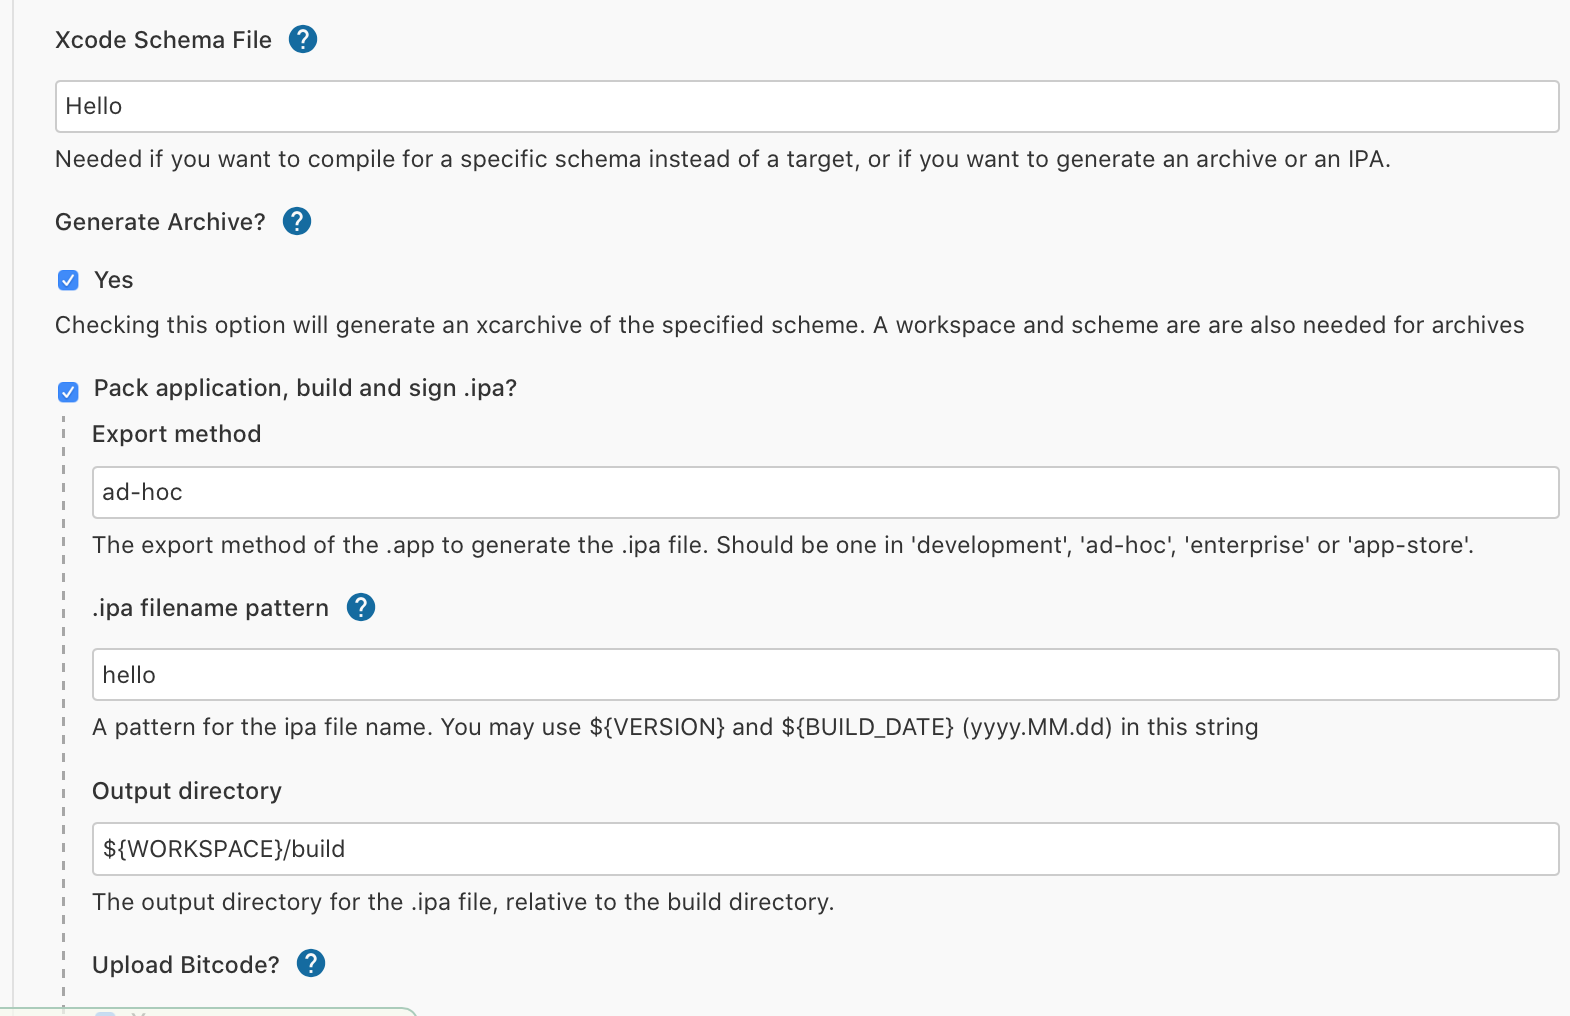 Xcode Schema File ?
Hello
Needed if you want to compile for a specific schema instead of a target, or if you want to generate an archive or an IPA.
Generate Archive? ?
Yes
Checking this option will generate an xcarchive of the specified scheme. A workspace and scheme are are also needed for archives
Pack application, build and sign .ipa?
Export method
ad-hoc
The export method of the .app to generate the .ipa file. Should be one in 'development', 'ad-hoc', 'enterprise' or 'app-store'.
.ipa filename pattern ?
hello
A pattern for the ipa file name. You may use ${VERSION} and ${BUILD_DATE} (yyyy.MM.dd) in this string
Output directory
${WORKSPACE}/build
The output directory for the .ipa file, relative to the build directory.
Upload Bitcode? ?